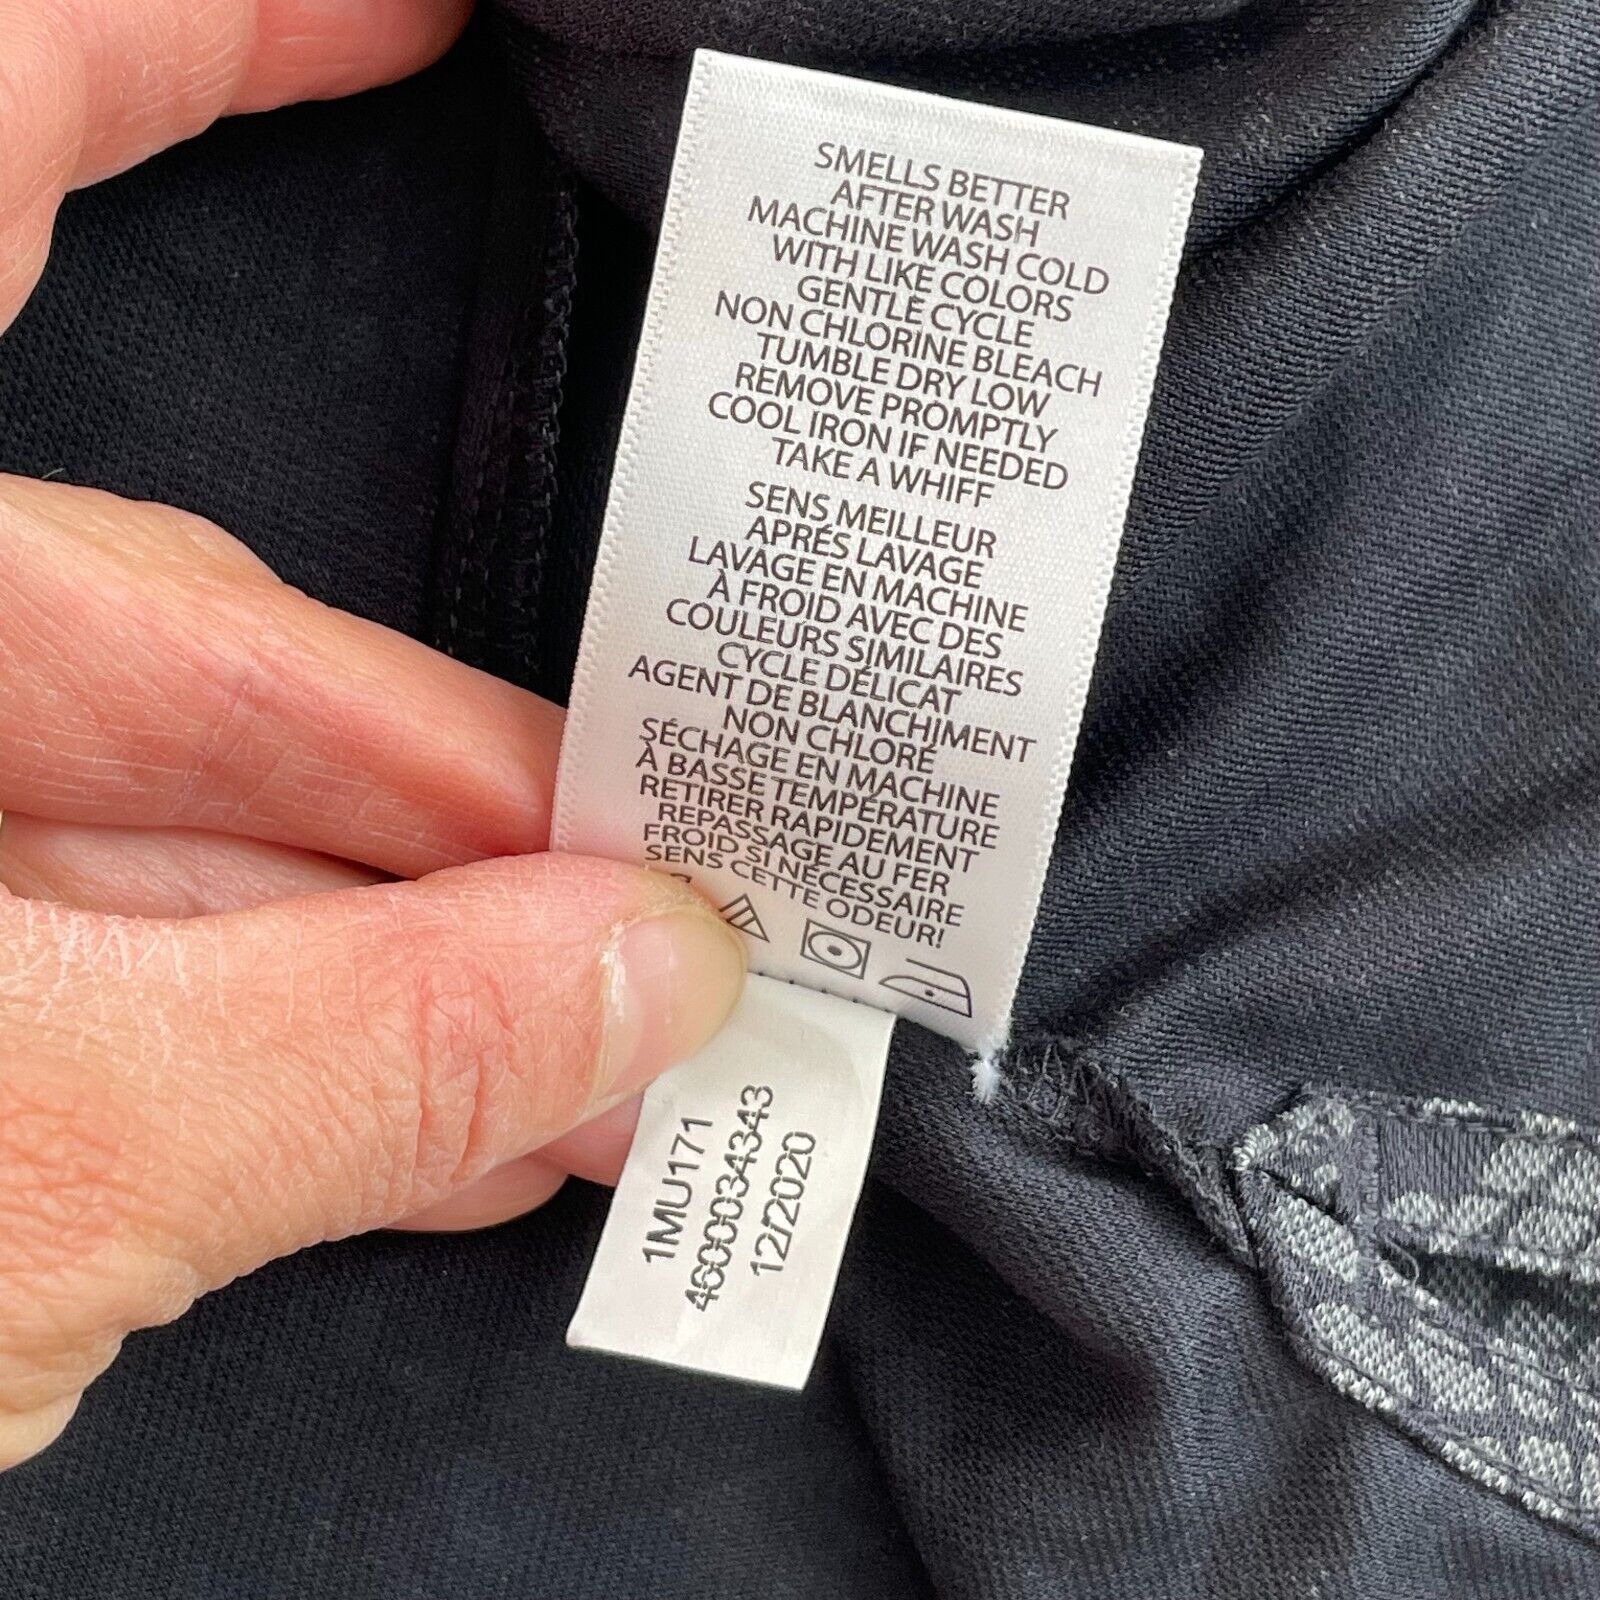 SMELLS BETTER
AFTER WASH
MACHINE WASH COLD
WITH LIKE COLORS
GENTLE CYCLE
NON CHLORINE BLEACH
TUMBLE DRY LOW
REMOVE PROMPTLY
COOL IRON IF NEEDED
TAKE A WHIFF
SENS MEILLEUR
APRÉS LAVAGE
LAVAGE EN MACHINE
À FROID AVEC DES
COULEURS SIMILAIRES
CYCLE DÉLICAT
AGENT DE BLANCHIMENT
NON CHLORÉ
SÉCHAGE EN MACHINE
À BASSE TEMPÉRATURE
RETIRER RAPIDEMENT
REPASSAGE AU FER
FROID SI NÉCESSAIRE
SENS CETTE ODEUR!
1MU171
4600034343
12/2020